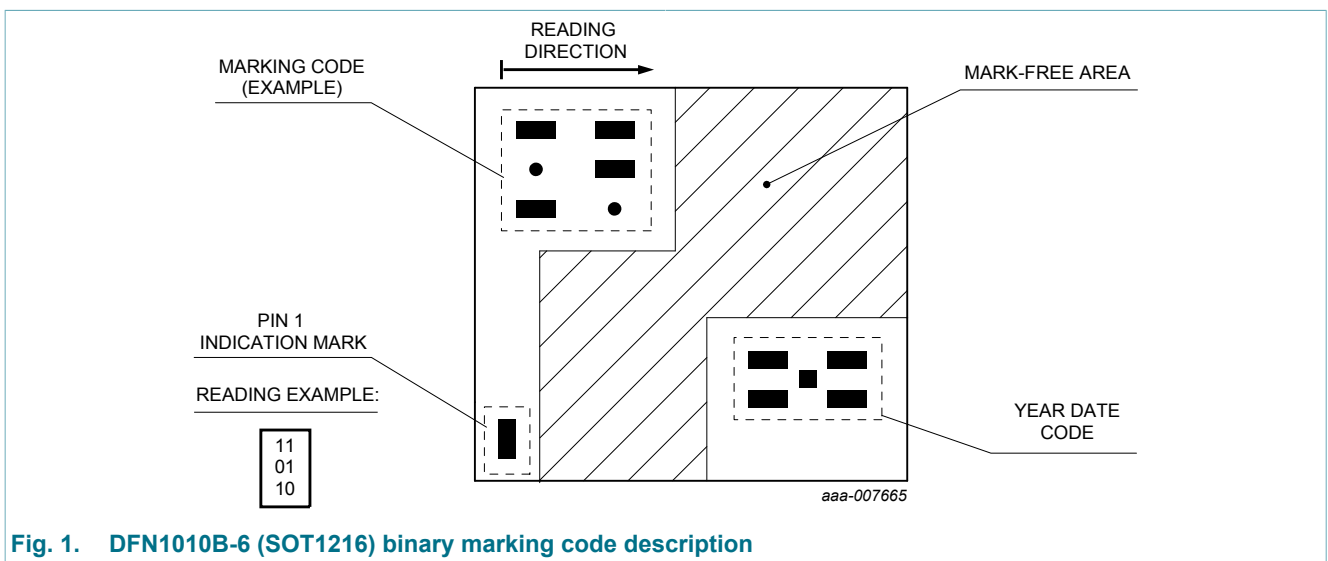 READING
DIRECTION
MARKING CODE
(EXAMPLE)
MARK-FREE AREA
PIN 1
INDICATION MARK
READING EXAMPLE:
11
01
10
YEAR DATE
CODE
aaa-007665
Fig. 1. DFN1010B-6 (SOT1216) binary marking code description